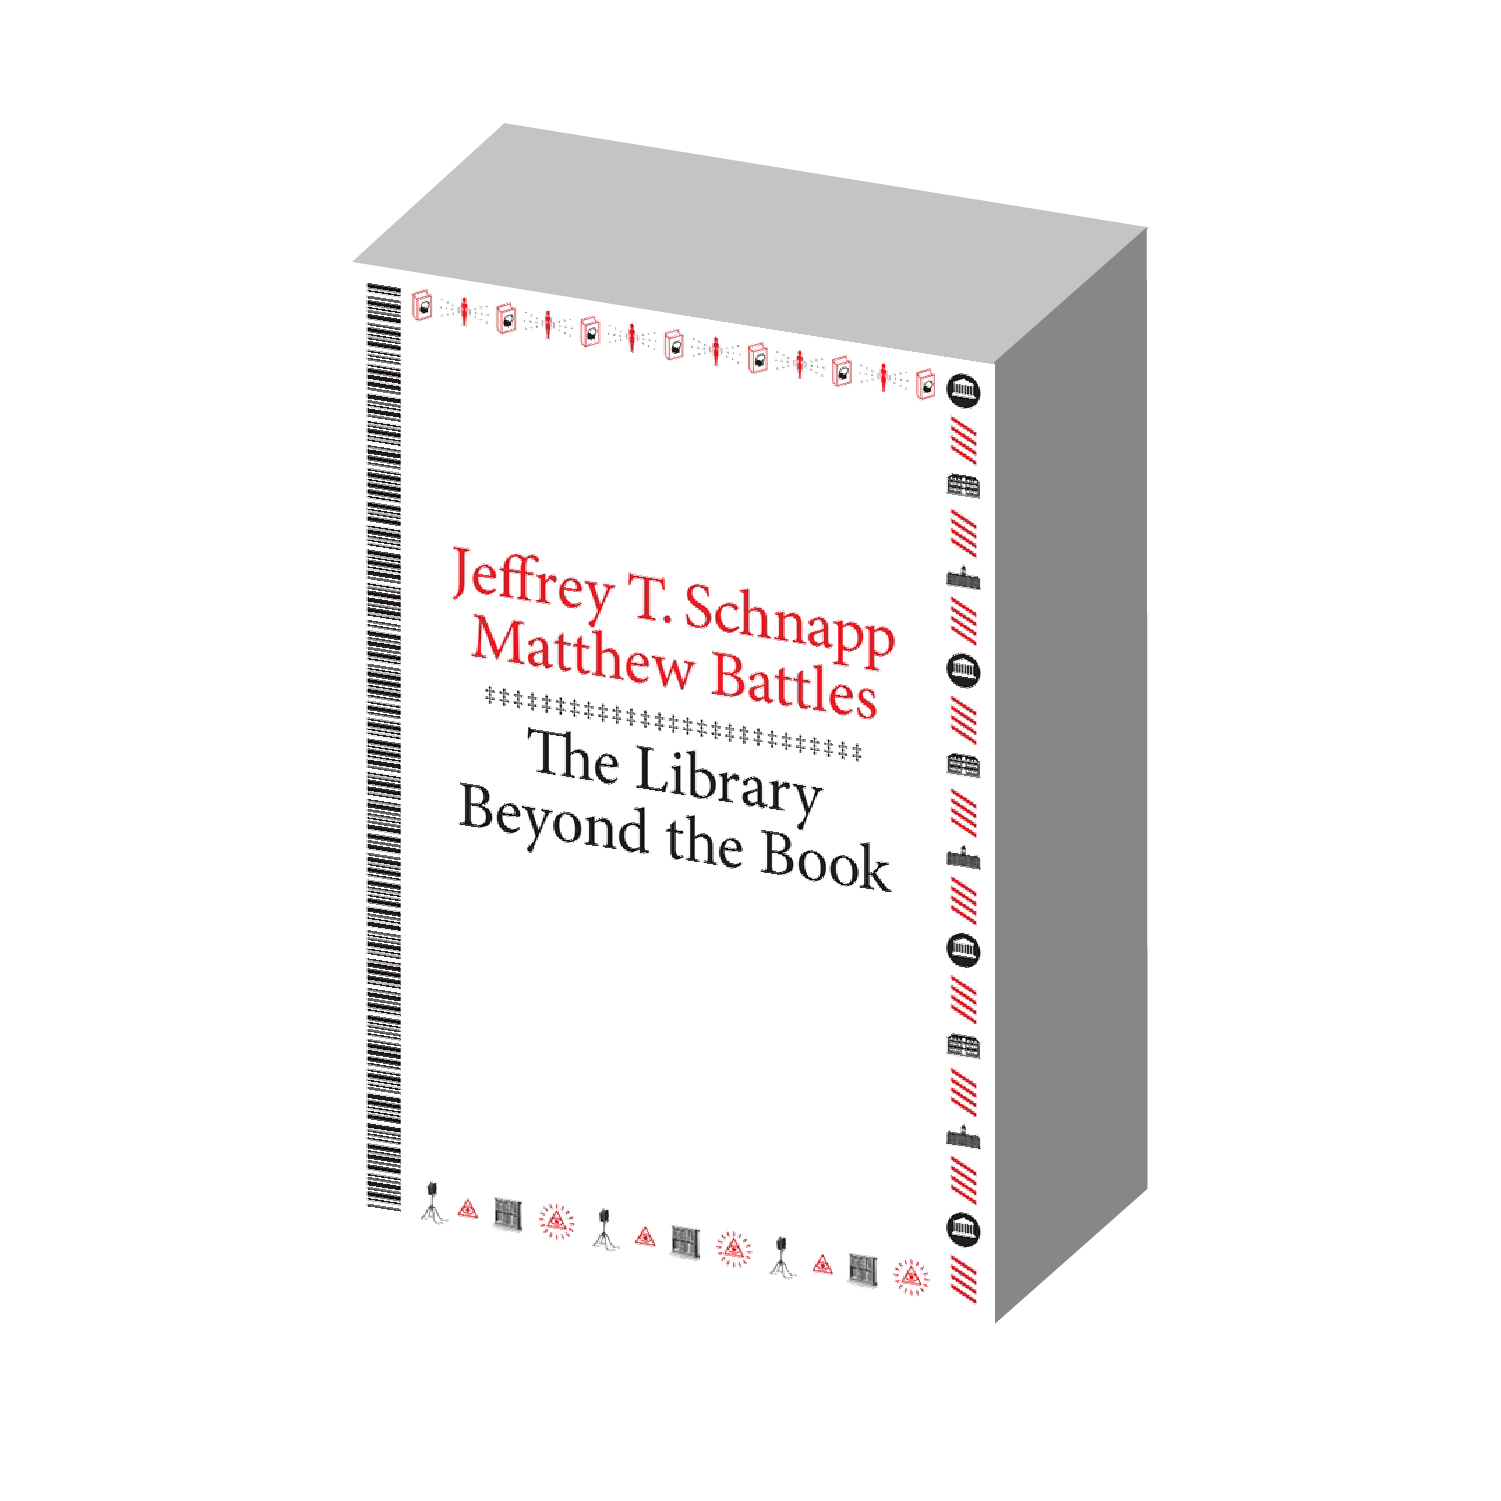 Jeffrey T. Schnapp
Matthew Battles
‡‡‡‡‡‡‡‡‡‡‡‡‡‡‡‡‡‡‡‡‡‡‡‡‡‡‡
The Library
Beyond the Book